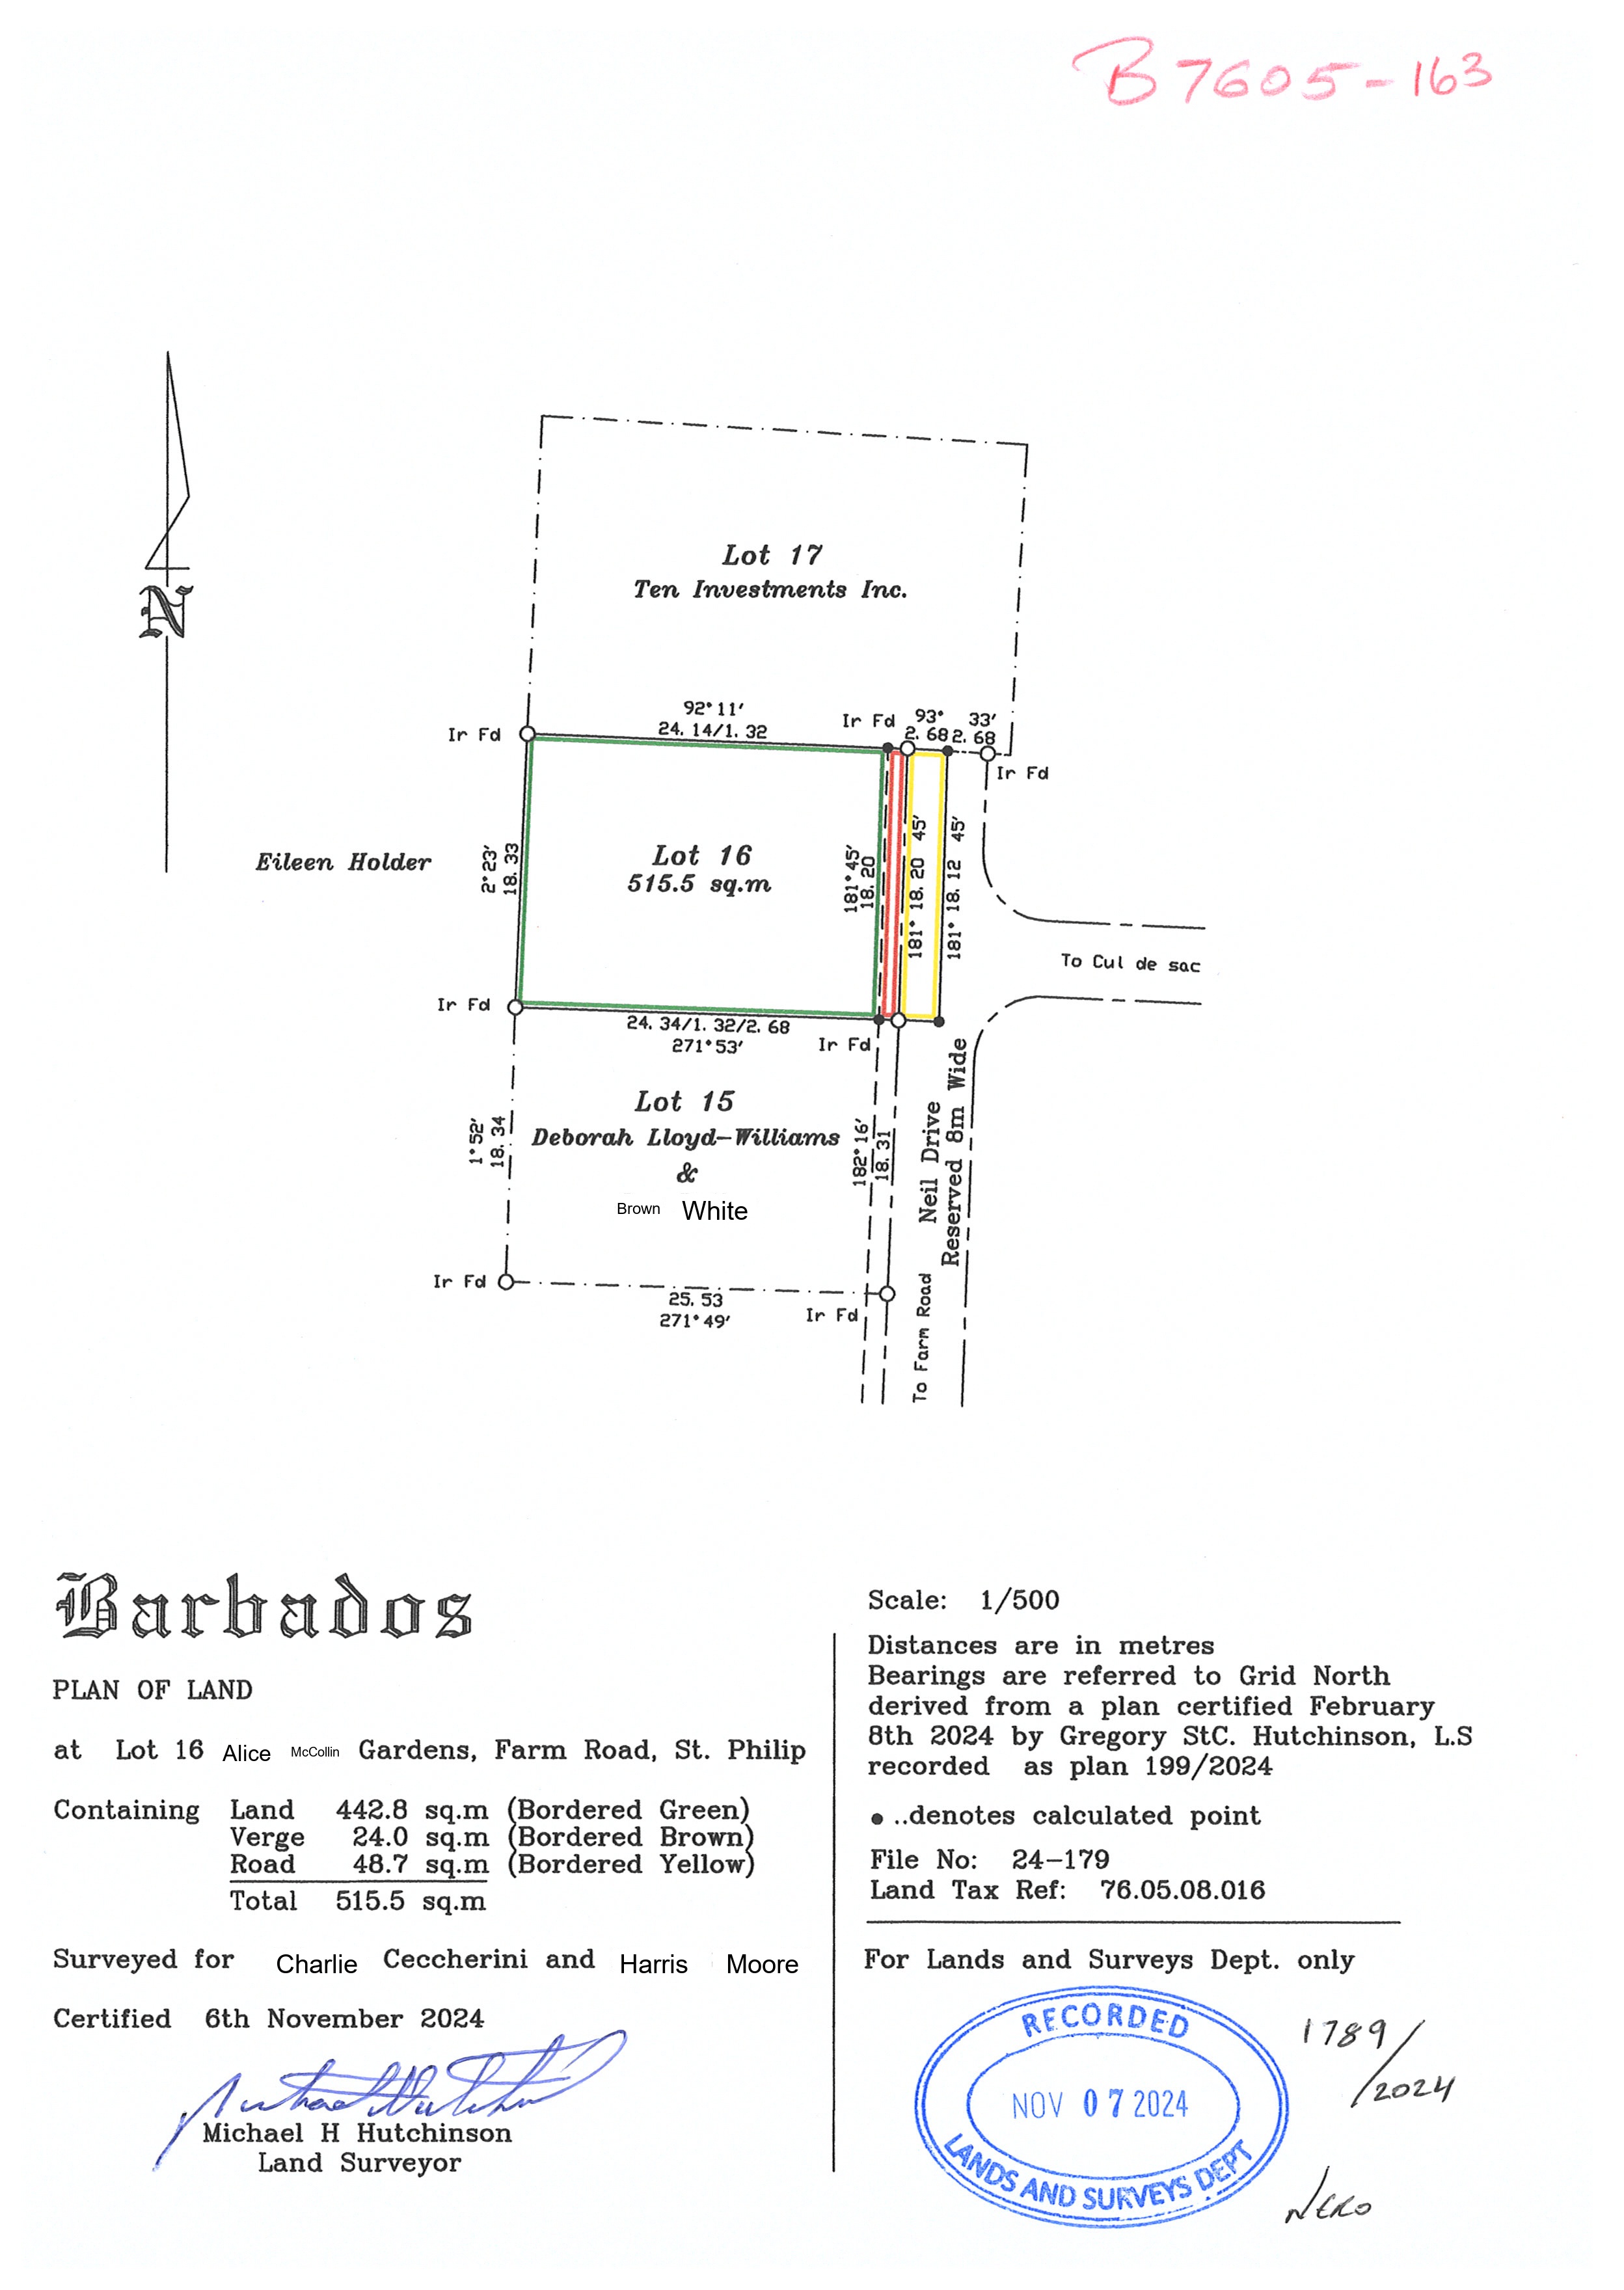 B7605-163
N
Lot 17
Ten Investments Inc.
92°11′
24.14/1.32
Ir Fd
Ir Fd
93° 33′
2.68 2.68
Ir Fd
Eileen Holder
2°23′
18.33
Lot 16
515.5 sq.m
181°45′
18.20
181° 18.20 45′
181° 18.12 45′
To Cul de sac
Ir Fd
24.34/1.32/2.68
271°53′
Ir Fd
Lot 15
Deborah Lloyd-Williams
&
Brown White
1°52′
18.34
182°16′
18.31
Neil Drive
Reserved 8m Wide
To Farm Road
Ir Fd
25.53
271°49′
Ir Fd
Barbados
PLAN OF LAND
at Lot 16 Alice McCollin Gardens, Farm Road, St. Philip
Containing Land 442.8 sq.m (Bordered Green)
Verge 24.0 sq.m (Bordered Brown)
Road 48.7 sq.m (Bordered Yellow)
Total 515.5 sq.m
Surveyed for Charlie Ceccherini and Harris Moore
Certified 6th November 2024
Michael H Hutchinson
Land Surveyor
Scale: 1/500
Distances are in metres
Bearings are referred to Grid North
derived from a plan certified February
8th 2024 by Gregory StC. Hutchinson, L.S
recorded as plan 199/2024
..denotes calculated point
File No: 24-179
Land Tax Ref: 76.05.08.016
For Lands and Surveys Dept. only
RECORDED
NOV 07 2024
LANDS AND SURVEYS DEPT
1789/2024